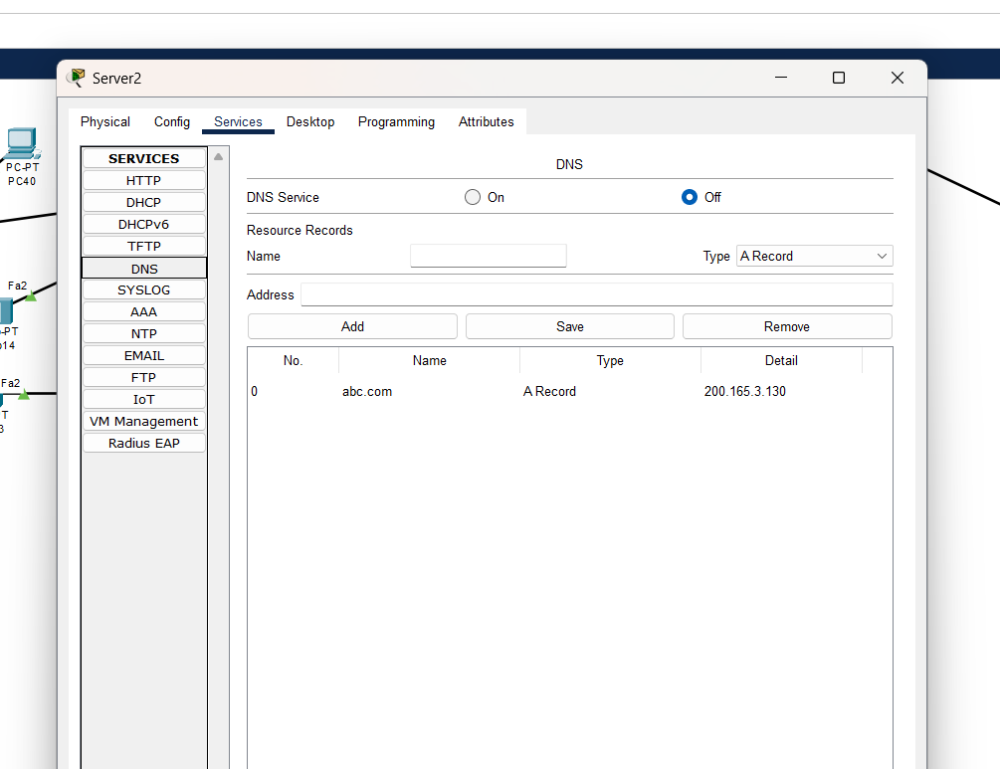 Server2
Physical Config Services Desktop Programming Attributes
PC-PT
PC40
Fa2
-PT
14
Fa2
T
3
SERVICES
HTTP
DHCP
DHCPv6
TFTP
DNS
SYSLOG
AAA
NTP
EMAIL
FTP
IoT
VM Management
Radius EAP
DNS
DNS Service On Off
Resource Records
Name Type A Record
Address
Add Save Remove
No. Name Type Detail
0 abc.com A Record 200.165.3.130